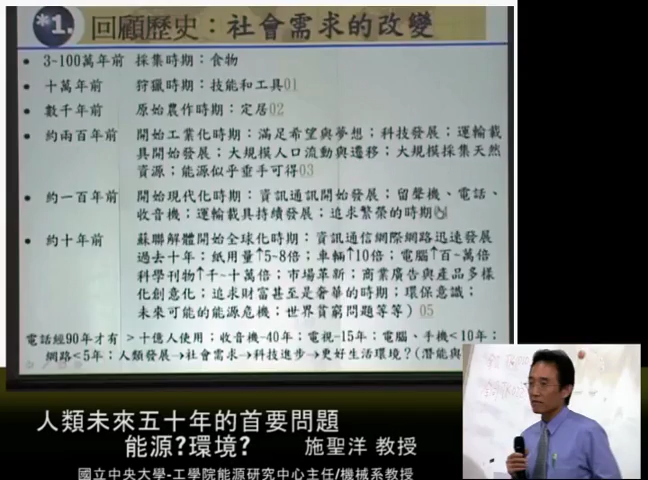 *1. 回顧歷史：社會需求的改變
• 3~100萬年前 採集時期：食物
• 十萬年前 狩獵時期：技能和工具01
• 數千年前 原始農作時期：定居02
• 約兩百年前 開始工業化時期：滿足希望與夢想；科技發展；運輸載
具開始發展；大規模人口流動與遷移；大規模採集天然
資源；能源似乎垂手可得03
• 約一百年前 開始現代化時期：資訊通訊開始發展；留聲機、電話、
收音機；運輸載具持續發展；追求繁榮的時期
• 約十年前 蘇聯解體開始全球化時期：資訊通信網際網路迅速發展
過去十年：紙用量↑5~8倍；車輛↑10倍；電腦↑百~萬倍
科學刊物↑千~十萬倍；市場革新；商業廣告與產品多樣
化創意化；追求財富甚至是奢華的時期；環保意識；
未來可能的能源危機；世界貧窮問題等等）05
電話經90年才有 > 十億人使用；收音機~40年；電視~15年；電腦、手機<10年；
網路<5年；人類發展→社會需求→科技進步→更好生活環境？(潛能與
人類未來五十年的首要問題
能源?環境? 施聖洋 教授
國立中央大學-工學院能源研究中心主任/機械系教授